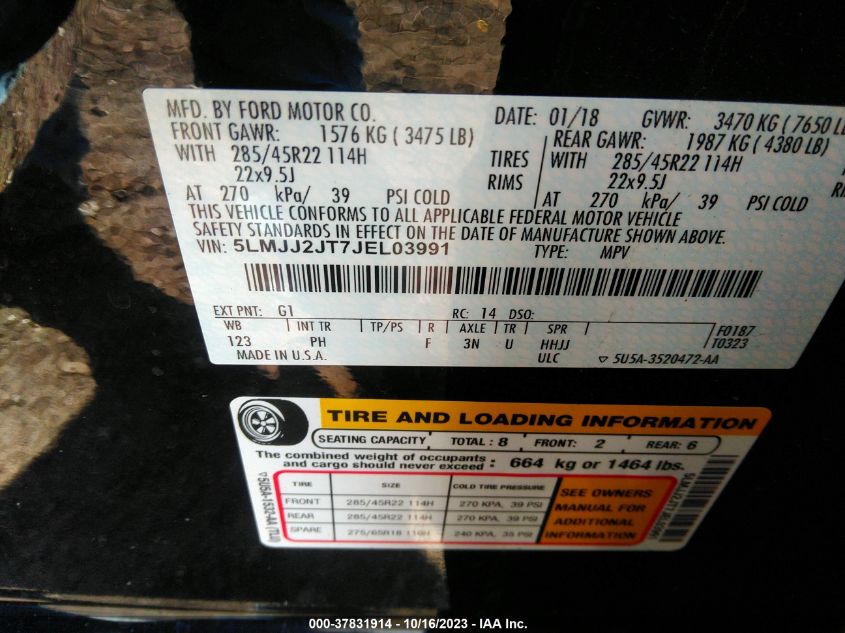 MFD. BY FORD MOTOR CO. DATE: 01/18 GVWR: 3470 KG ( 7650 LB
FRONT GAWR: 1576 KG ( 3475 LB) REAR GAWR: 1987 KG ( 4380 LB)
WITH 285/45R22 114H TIRES WITH 285/45R22 114H
22x9.5J RIMS 22x9.5J
AT 270 kPa/ 39 PSI COLD AT 270 kPa/ 39 PSI COLD
THIS VEHICLE CONFORMS TO ALL APPLICABLE FEDERAL MOTOR VEHICLE
SAFETY STANDARDS IN EFFECT ON THE DATE OF MANUFACTURE SHOWN ABOVE.
VIN: 5LMJJ2JT7JEL03991 TYPE: MPV
EXT PNT: G1 RC: 14 DSO:
WB INT TR TP/PS R AXLE TR SPR F0187
123 PH F 3N U HHJJ T0323
MADE IN U.S.A. ULC ▽ 5U5A-3520472-AA
TIRE AND LOADING INFORMATION
SEATING CAPACITY TOTAL : 8 FRONT: 2 REAR: 6
The combined weight of occupants
and cargo should never exceed : 664 kg or 1464 lbs.
TIRE SIZE COLD TIRE PRESSURE
FRONT 285/45R22 114H 270 KPA, 39 PSI
REAR 285/45R22 114H 270 KPA, 39 PSI
SPARE 275/65R18 116H 240 KPA, 35 PSI
SEE OWNERS
MANUAL FOR
ADDITIONAL
INFORMATION
▽5U5A-1532-AA (TLU)
000-37831914 - 10/16/2023 - IAA Inc.